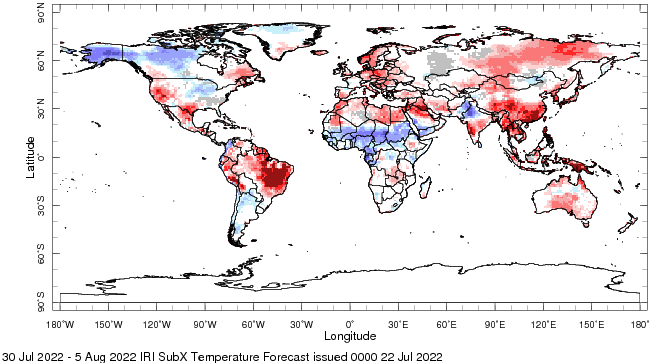 90°N
60°N
30°N
0°
30°S
60°S
90°S
Latitude
180°W 150°W 120°W 90°W 60°W 30°W 0° 30°E 60°E 90°E 120°E 150°E 180°
Longitude
30 Jul 2022 - 5 Aug 2022 IRI SubX Temperature Forecast issued 0000 22 Jul 2022